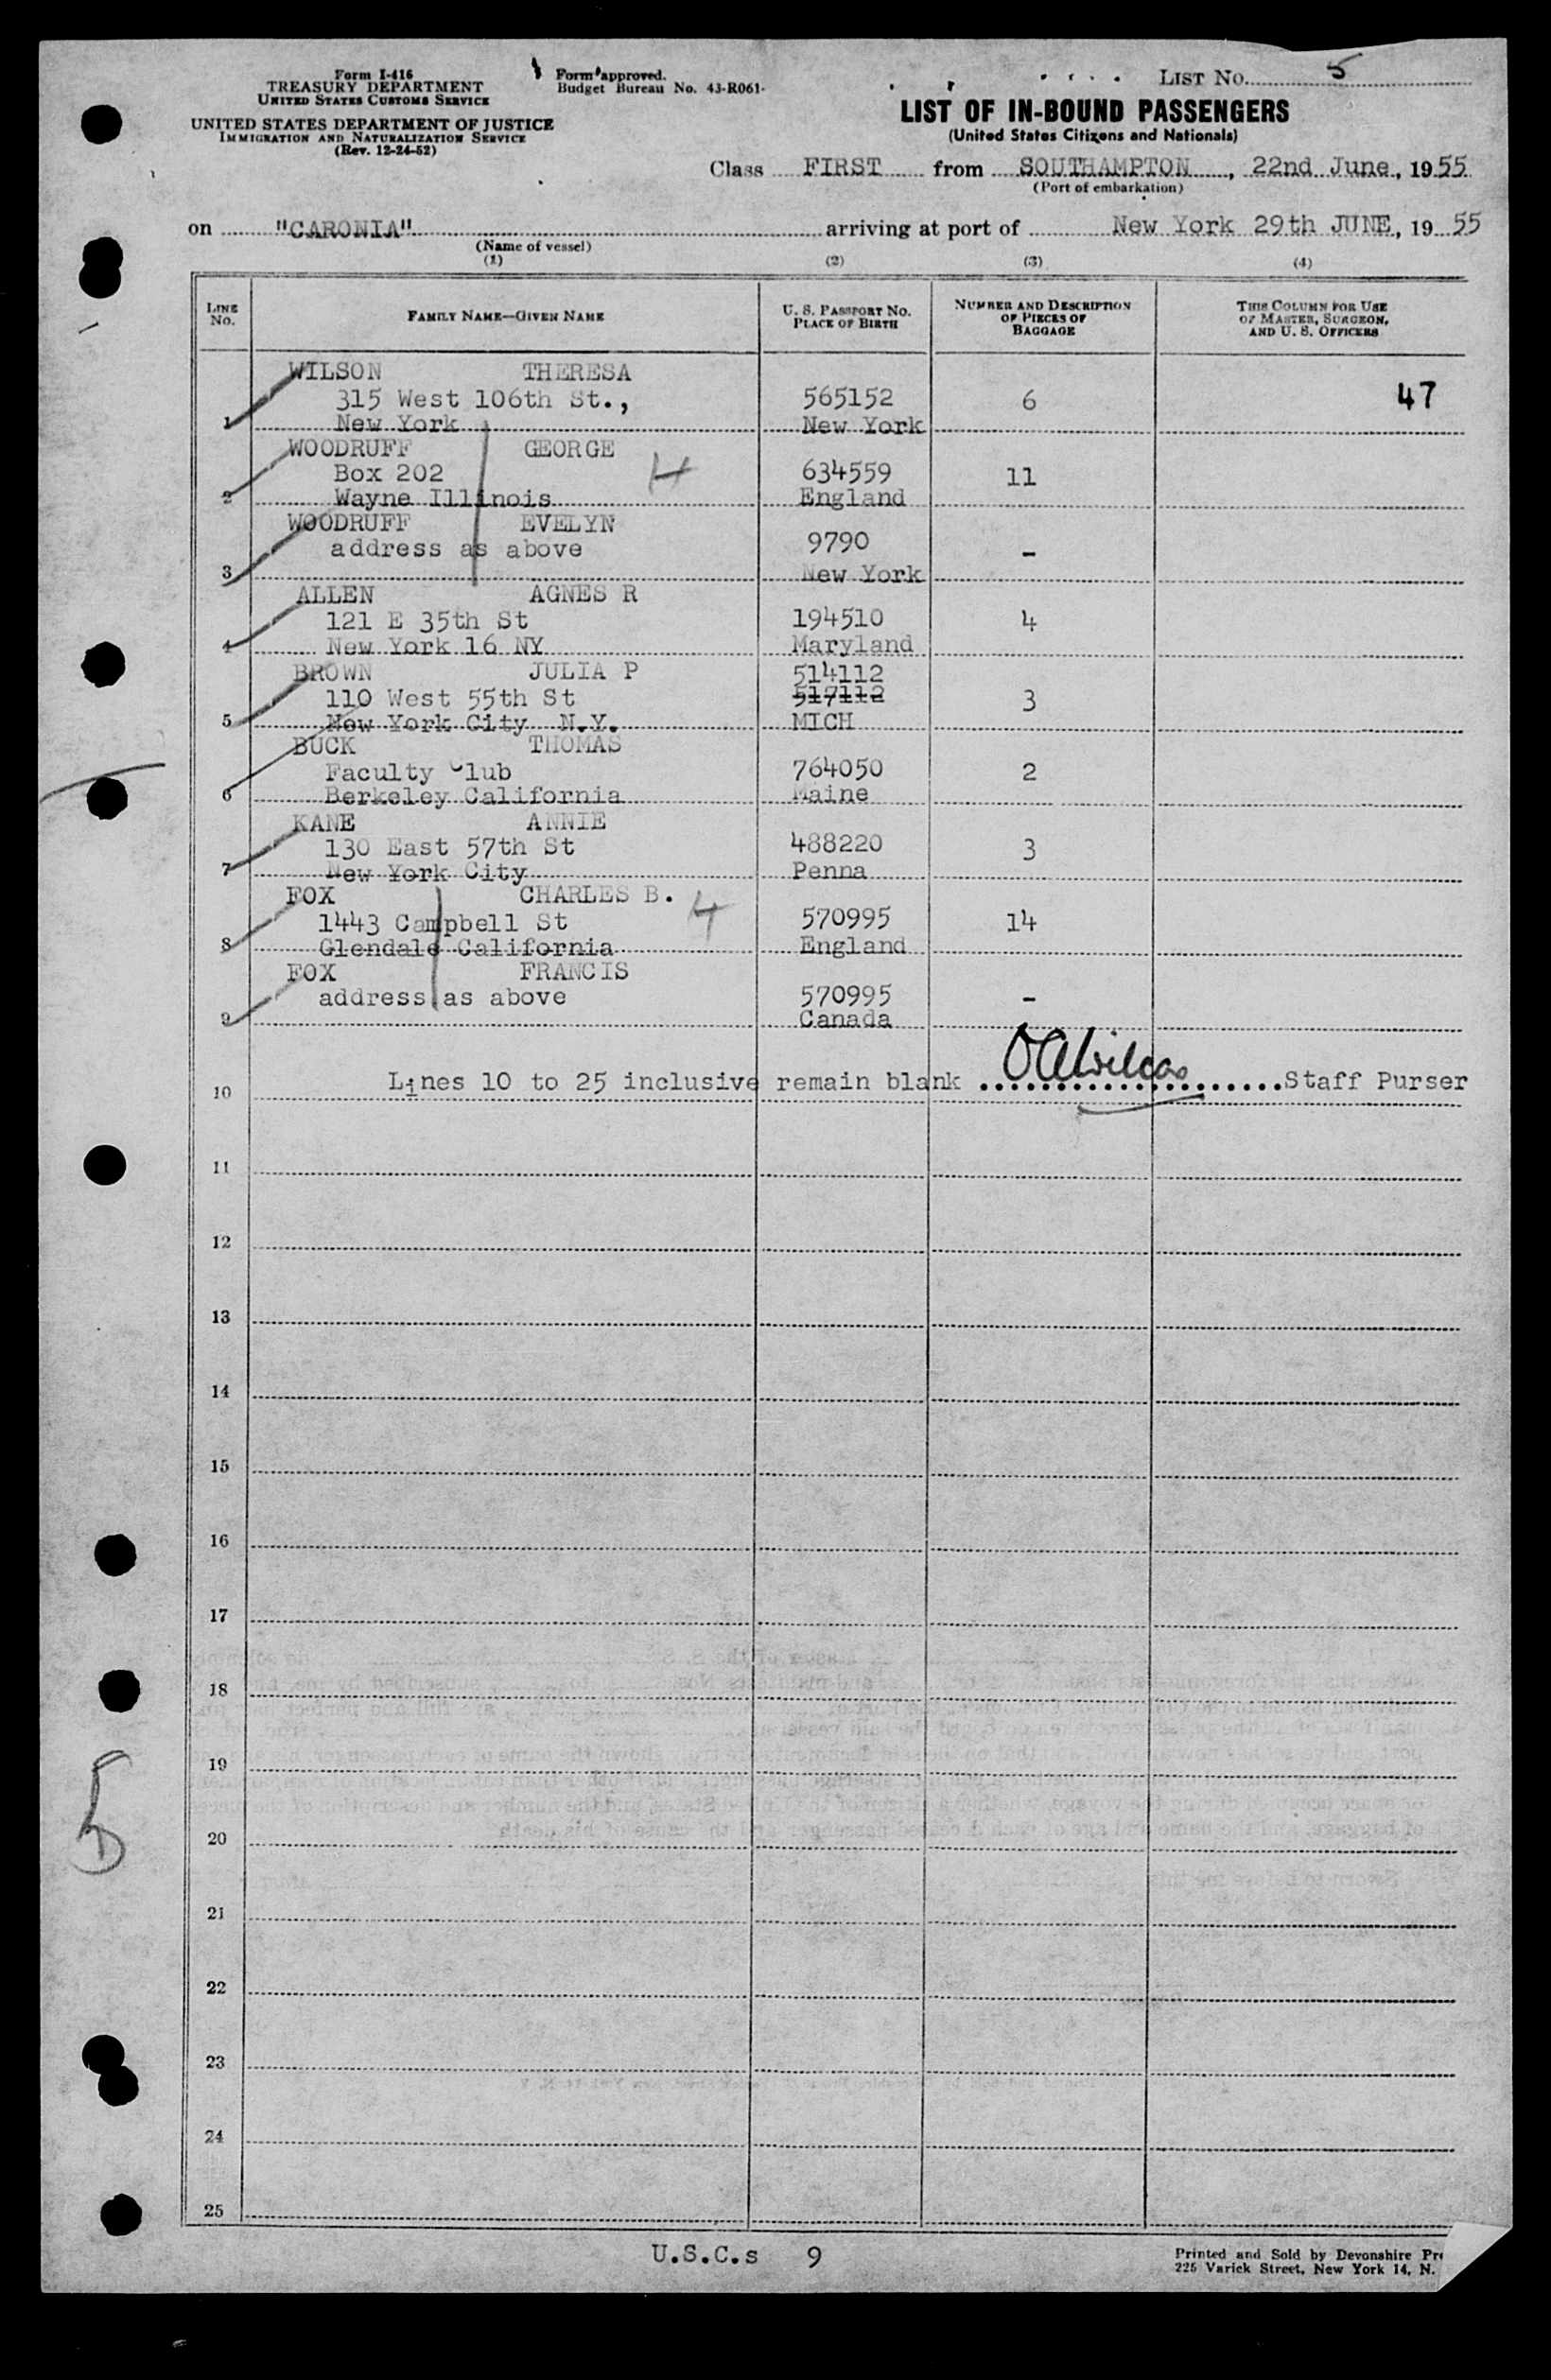 Form I-416
TREASURY DEPARTMENT
UNITED STATES CUSTOMS SERVICE
UNITED STATES DEPARTMENT OF JUSTICE
IMMIGRATION AND NATURALIZATION SERVICE
(Rev. 12-24-52)
Form approved.
Budget Bureau No. 43-R061-
LIST NO. 5
LIST OF IN-BOUND PASSENGERS
(United States Citizens and Nationals)
Class FIRST from SOUTHAMPTON, 22nd June, 1955
(Port of embarkation)
on "CARONIA" arriving at port of New York 29th JUNE, 19 55
(Name of vessel)
(1) (2) (3) (4)
LINE NO. FAMILY NAME—GIVEN NAME U. S. PASSPORT NO. PLACE OF BIRTH NUMBER AND DESCRIPTION OF PIECES OF BAGGAGE THIS COLUMN FOR USE OF MASTER, SURGEON, AND U. S. OFFICERS
WILSON THERESA
315 West 106th St., 565152 6 47
1 New York New York
WOODRUFF GEORGE 4
Box 202 634559 11
2 Wayne Illinois England
WOODRUFF EVELYN
address as above 9790 -
3 New York
ALLEN AGNES R
121 E 35th St 194510 4
4 New York 16 NY Maryland
BROWN JULIA P 514112
110 West 55th St 517112 3
5 New York City N.Y. MICH
BUCK THOMAS
Faculty Club 764050 2
6 Berkeley California Maine
KANE ANNIE
130 East 57th St 488220 3
7 New York City Penna
FOX CHARLES B. 4
1443 Campbell St 570995 14
8 Glendale California England
FOX FRANCIS
address as above 570995 -
9 Canada
10 Lines 10 to 25 inclusive remain blank Staff Purser
11
12
13
14
15
16
17
18
19
20
5
21
22
23
24
25
U.S.C.s 9
Printed and Sold by Devonshire Pre
225 Varick Street, New York 14, N.